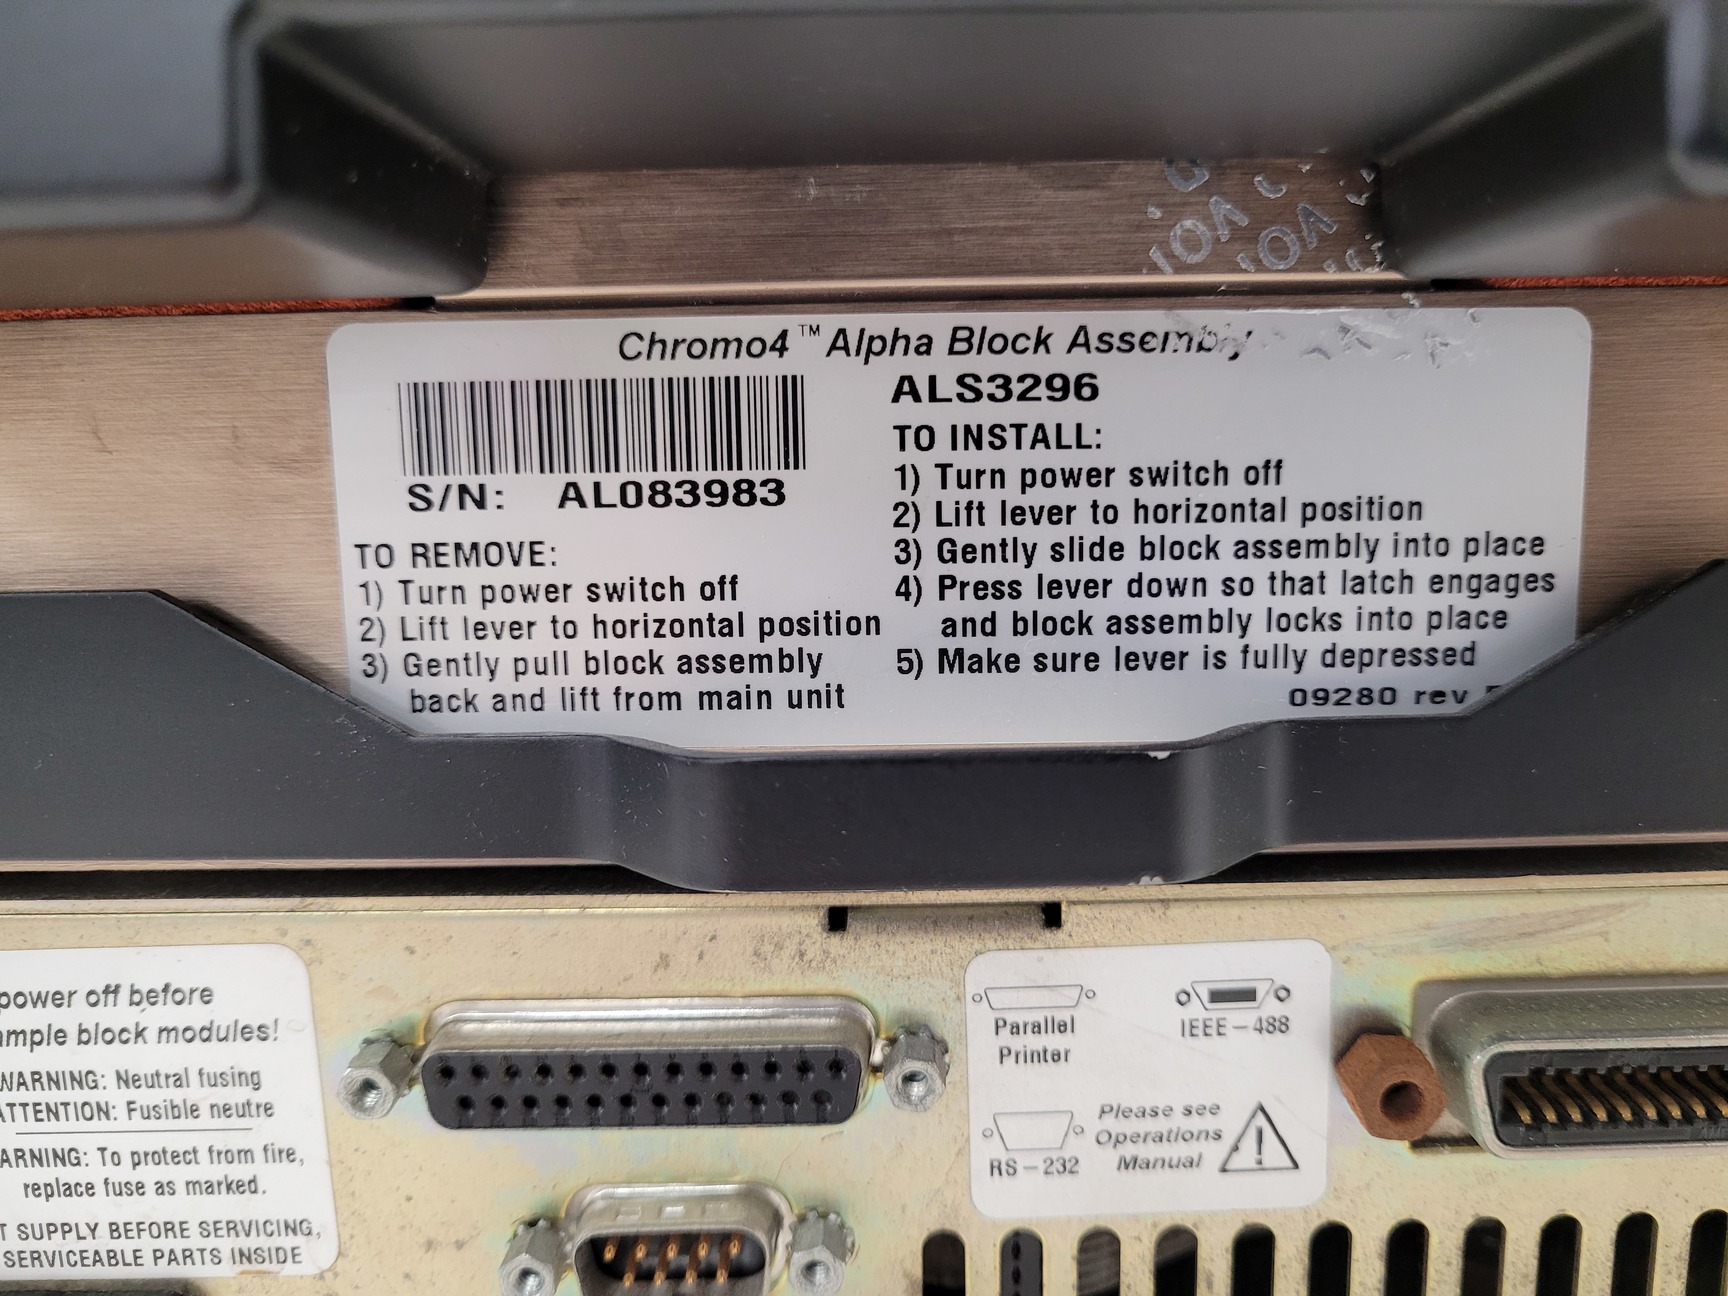 VOI
VOI
Chromo4™ Alpha Block Assembly
ALS3296
S/N: AL083983
TO REMOVE:
1) Turn power switch off
2) Lift lever to horizontal position
3) Gently pull block assembly
back and lift from main unit
TO INSTALL:
1) Turn power switch off
2) Lift lever to horizontal position
3) Gently slide block assembly into place
4) Press lever down so that latch engages
and block assembly locks into place
5) Make sure lever is fully depressed
09280 rev
power off before
ample block modules!
WARNING: Neutral fusing
ATTENTION: Fusible neutre
ARNING: To protect from fire,
replace fuse as marked.
T SUPPLY BEFORE SERVICING,
SERVICEABLE PARTS INSIDE
Parallel
Printer
IEEE-488
RS-232
Please see
Operations
Manual